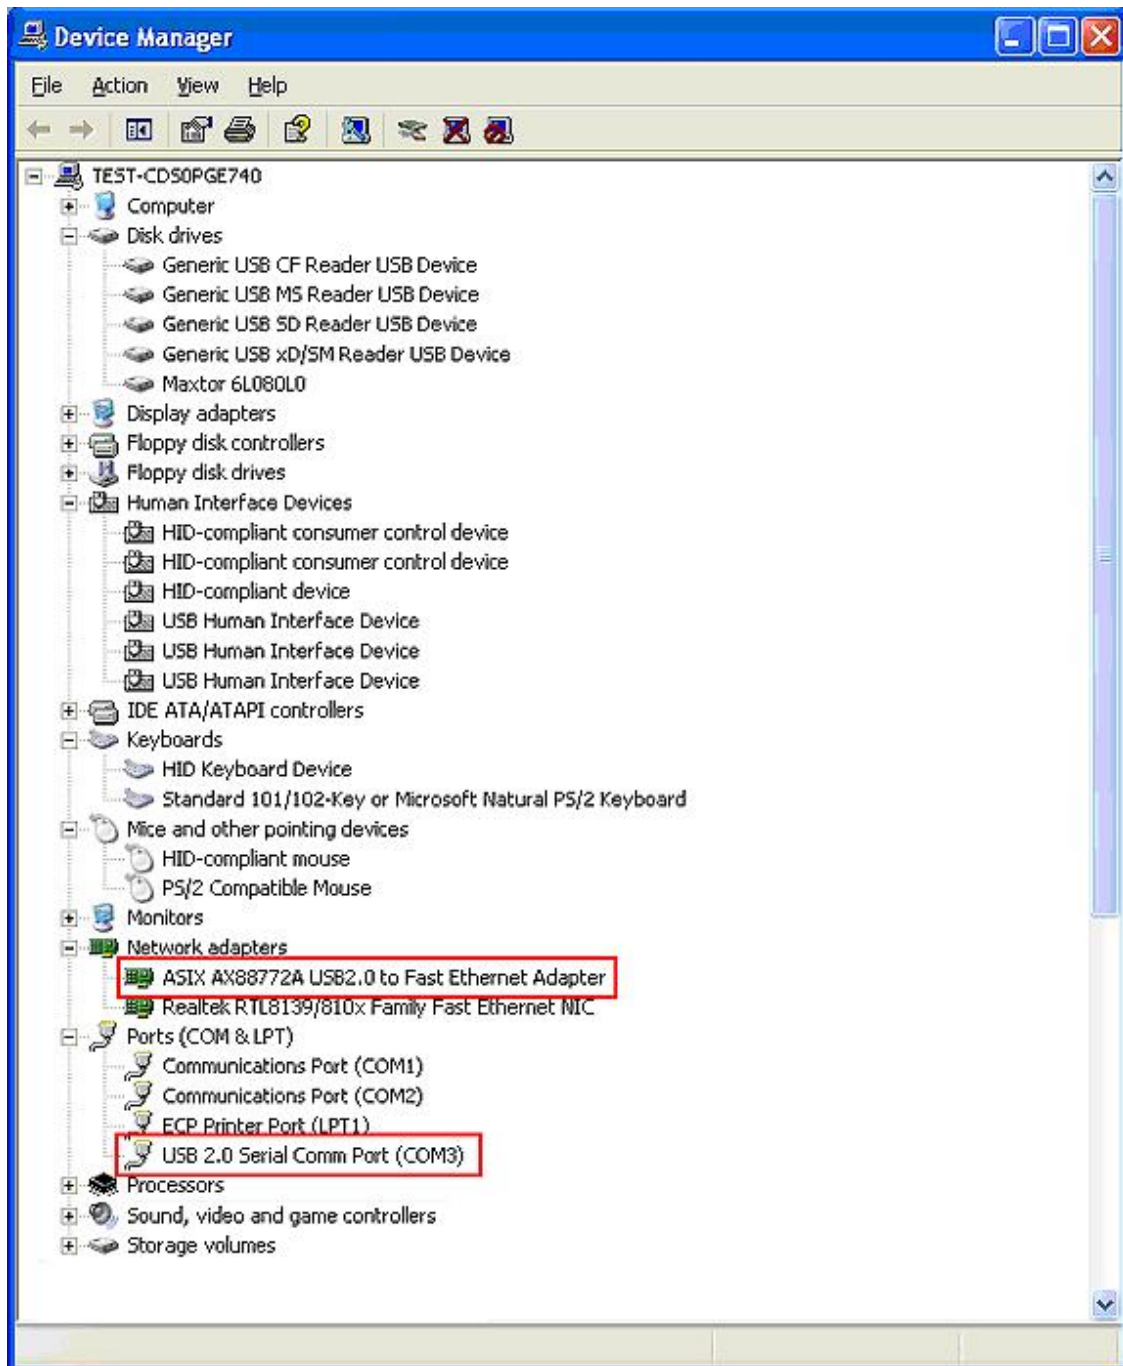 Device Manager
File Action View Help
TEST-CDS0PGE740
Computer
Disk drives
Generic USB CF Reader USB Device
Generic USB MS Reader USB Device
Generic USB SD Reader USB Device
Generic USB xD/SM Reader USB Device
Maxtor 6L080L0
Display adapters
Floppy disk controllers
Floppy disk drives
Human Interface Devices
HID-compliant consumer control device
HID-compliant consumer control device
HID-compliant device
USB Human Interface Device
USB Human Interface Device
USB Human Interface Device
IDE ATA/ATAPI controllers
Keyboards
HID Keyboard Device
Standard 101/102-Key or Microsoft Natural PS/2 Keyboard
Mice and other pointing devices
HID-compliant mouse
PS/2 Compatible Mouse
Monitors
Network adapters
ASIX AX88772A USB2.0 to Fast Ethernet Adapter
Realtek RTL8139/810x Family Fast Ethernet NIC
Ports (COM & LPT)
Communications Port (COM1)
Communications Port (COM2)
ECP Printer Port (LPT1)
USB 2.0 Serial Comm Port (COM3)
Processors
Sound, video and game controllers
Storage volumes